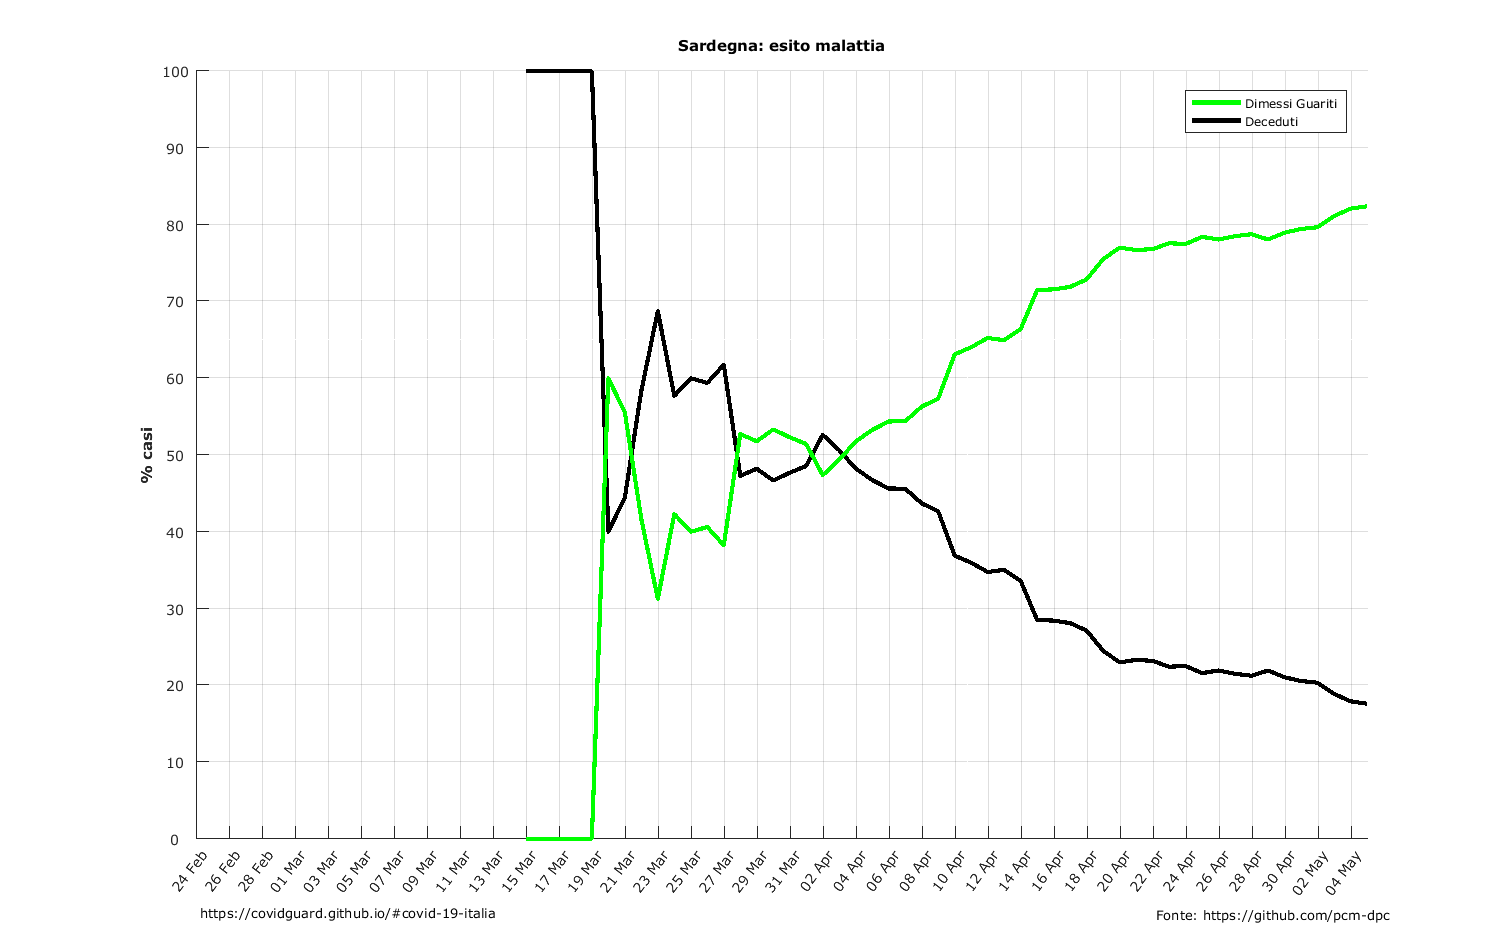 Sardegna: esito malattia
Dimessi Guariti
Deceduti
100
90
80
70
60
50
40
30
20
10
0
% casi
24 Feb
26 Feb
28 Feb
01 Mar
03 Mar
05 Mar
07 Mar
09 Mar
11 Mar
13 Mar
15 Mar
17 Mar
19 Mar
21 Mar
23 Mar
25 Mar
27 Mar
29 Mar
31 Mar
02 Apr
04 Apr
06 Apr
08 Apr
10 Apr
12 Apr
14 Apr
16 Apr
18 Apr
20 Apr
22 Apr
24 Apr
26 Apr
28 Apr
30 Apr
02 May
04 May
https://covidguard.github.io/#covid-19-italia
Fonte: https://github.com/pcm-dpc